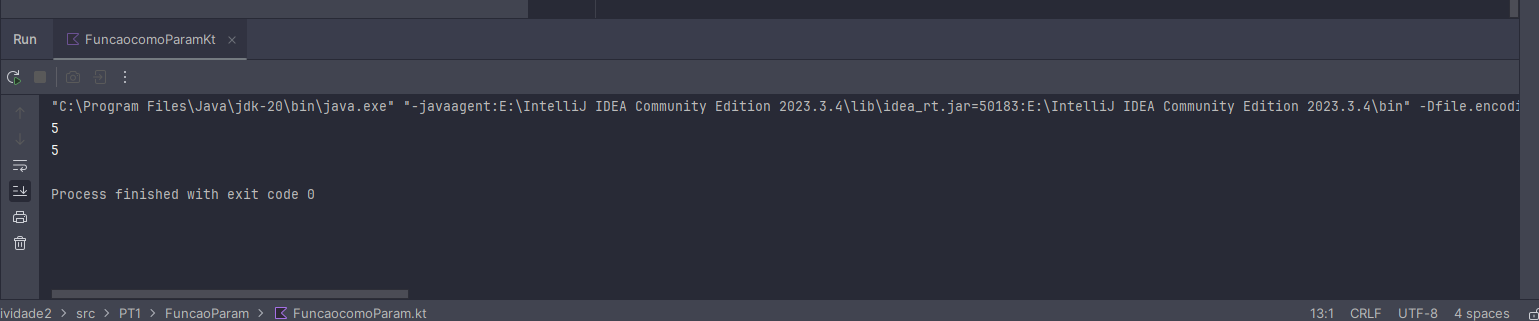 Run FuncaocomoParamKt ×
"C:\Program Files\Java\jdk-20\bin\java.exe" "-javaagent:E:\IntelliJ IDEA Community Edition 2023.3.4\lib\idea_rt.jar=50183:E:\IntelliJ IDEA Community Edition 2023.3.4\bin" -Dfile.encodi
5
5
Process finished with exit code 0
ividade2 > src > PT1 > FuncaoParam > FuncaocomoParam.kt 13:1 CRLF UTF-8 4 spaces